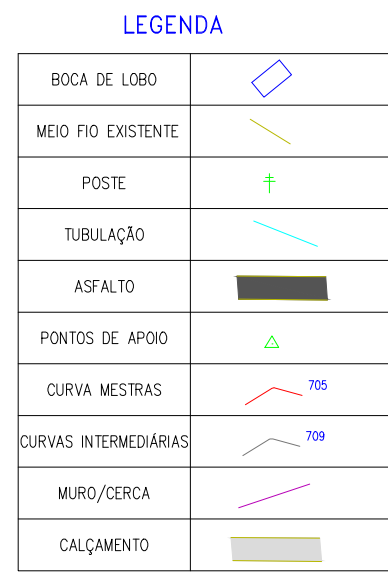 LEGENDA
BOCA DE LOBO
MEIO FIO EXISTENTE
POSTE
TUBULAÇÃO
ASFALTO
PONTOS DE APOIO
CURVA MESTRAS 705
CURVAS INTERMEDIÁRIAS 709
MURO/CERCA
CALÇAMENTO